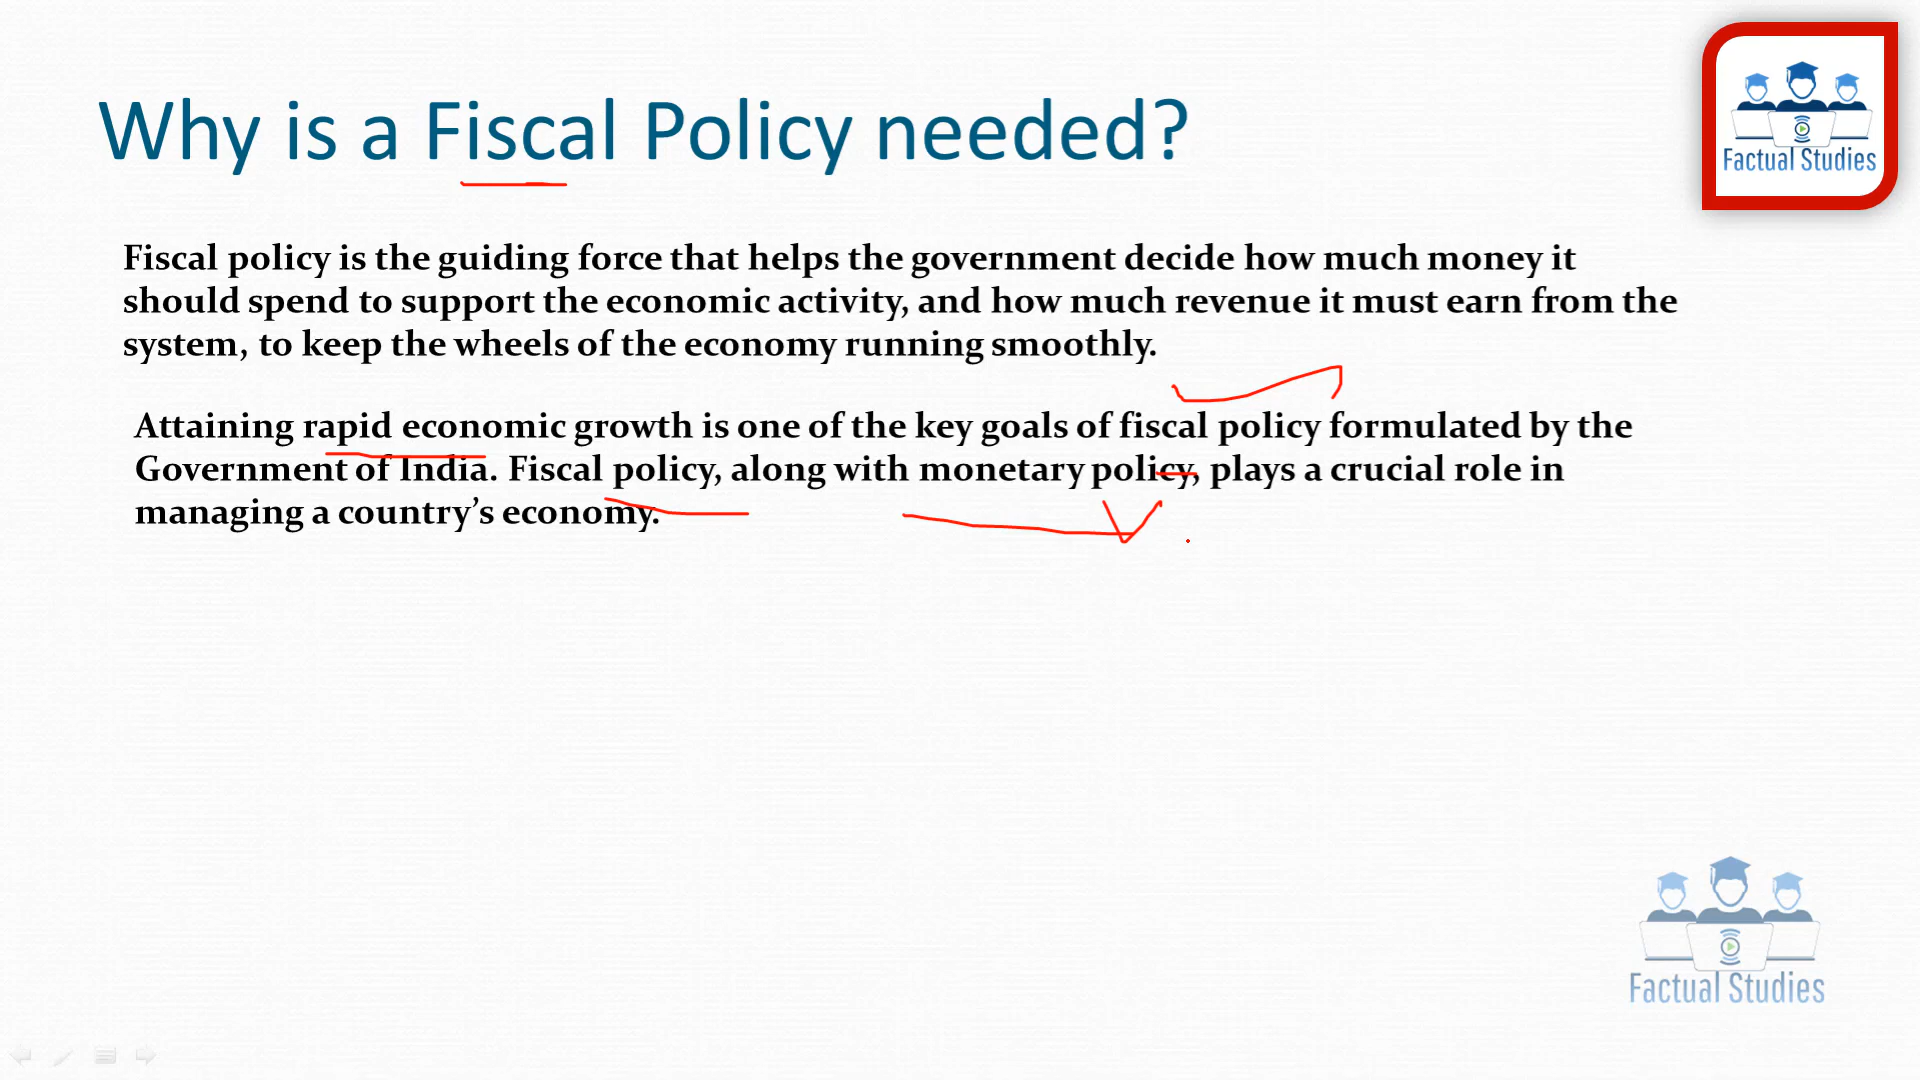 Why is a Fiscal Policy needed?
Factual Studies
Fiscal policy is the guiding force that helps the government decide how much money it
should spend to support the economic activity, and how much revenue it must earn from the
system, to keep the wheels of the economy running smoothly.
Attaining rapid economic growth is one of the key goals of fiscal policy formulated by the
Government of India. Fiscal policy, along with monetary policy, plays a crucial role in
managing a country’s economy.
Factual Studies